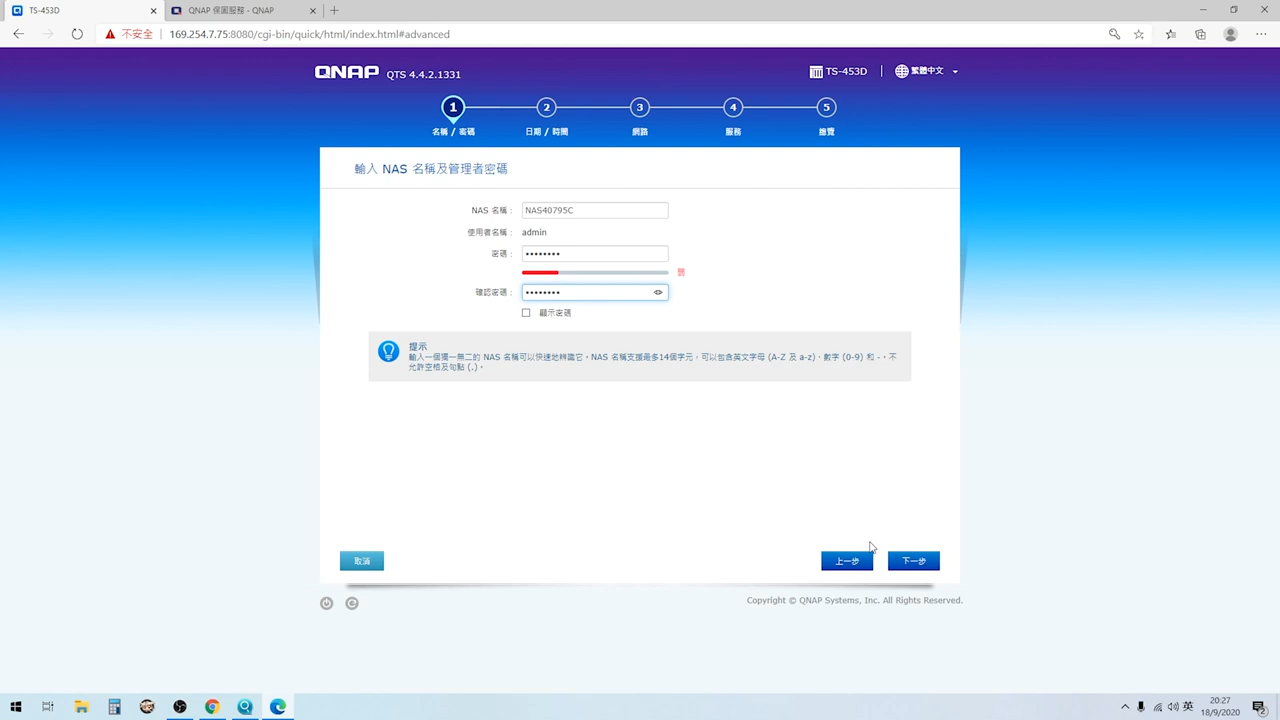 TS-453D
QNAP 保固服務 - QNAP
不安全
169.254.7.75:8080/cgi-bin/quick/html/index.html#advanced
QNAP QTS 4.4.2.1331
TS-453D
繁體中文
1 2 3 4 5
名稱 / 密碼 日期 / 時間 網路 服務 總覽
輸入 NAS 名稱及管理者密碼
NAS 名稱： NAS40795C
使用者名稱： admin
密碼： ••••••••
弱
確認密碼： ••••••••
顯示密碼
提示
輸入一個獨一無二的 NAS 名稱可以快速地辨識它。NAS 名稱支援最多14個字元，可以包含英文字母 (A-Z 及 a-z)、數字 (0-9) 和 -。不
允許空格及句點 (.)。
取消 上一步 下一步
Copyright © QNAP Systems, Inc. All Rights Reserved.
英
20:27
18/9/2020
2